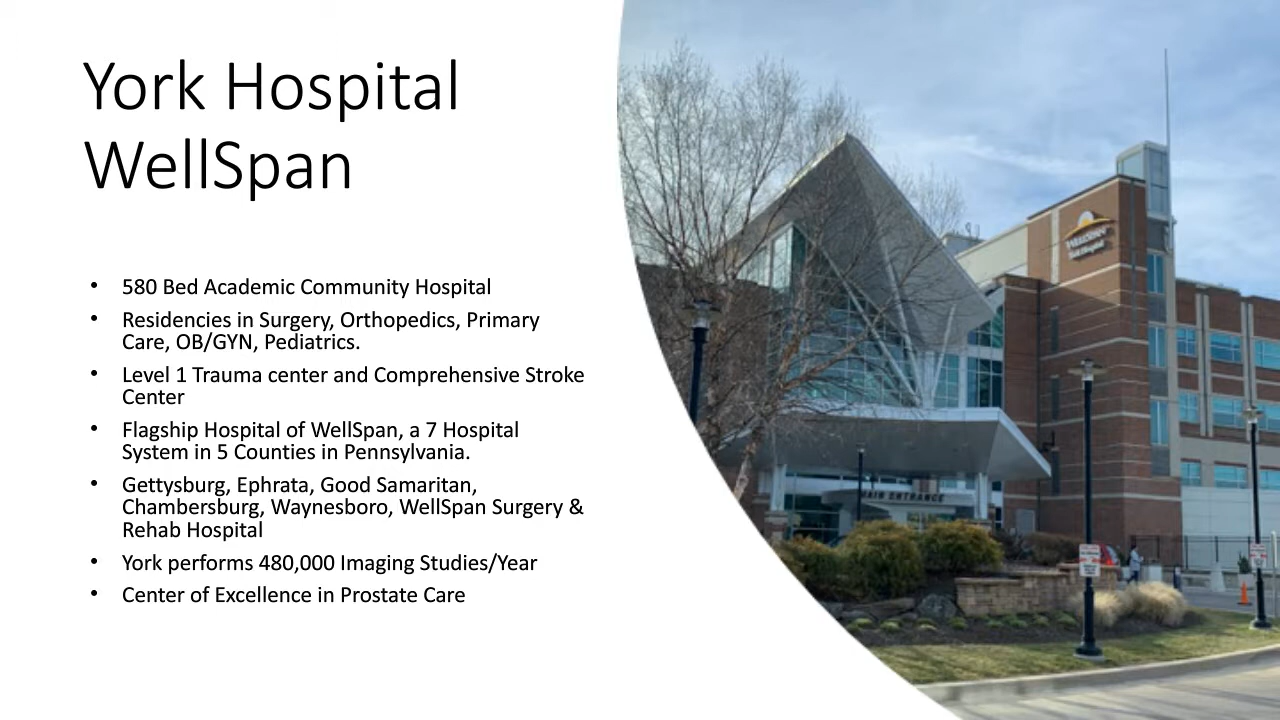 York Hospital
WellSpan
• 580 Bed Academic Community Hospital
• Residencies in Surgery, Orthopedics, Primary
Care, OB/GYN, Pediatrics.
• Level 1 Trauma center and Comprehensive Stroke
Center
• Flagship Hospital of WellSpan, a 7 Hospital
System in 5 Counties in Pennsylvania.
• Gettysburg, Ephrata, Good Samaritan,
Chambersburg, Waynesboro, WellSpan Surgery &
Rehab Hospital
• York performs 480,000 Imaging Studies/Year
• Center of Excellence in Prostate Care
WELLSPAN
York Hospital
MAIN ENTRANCE